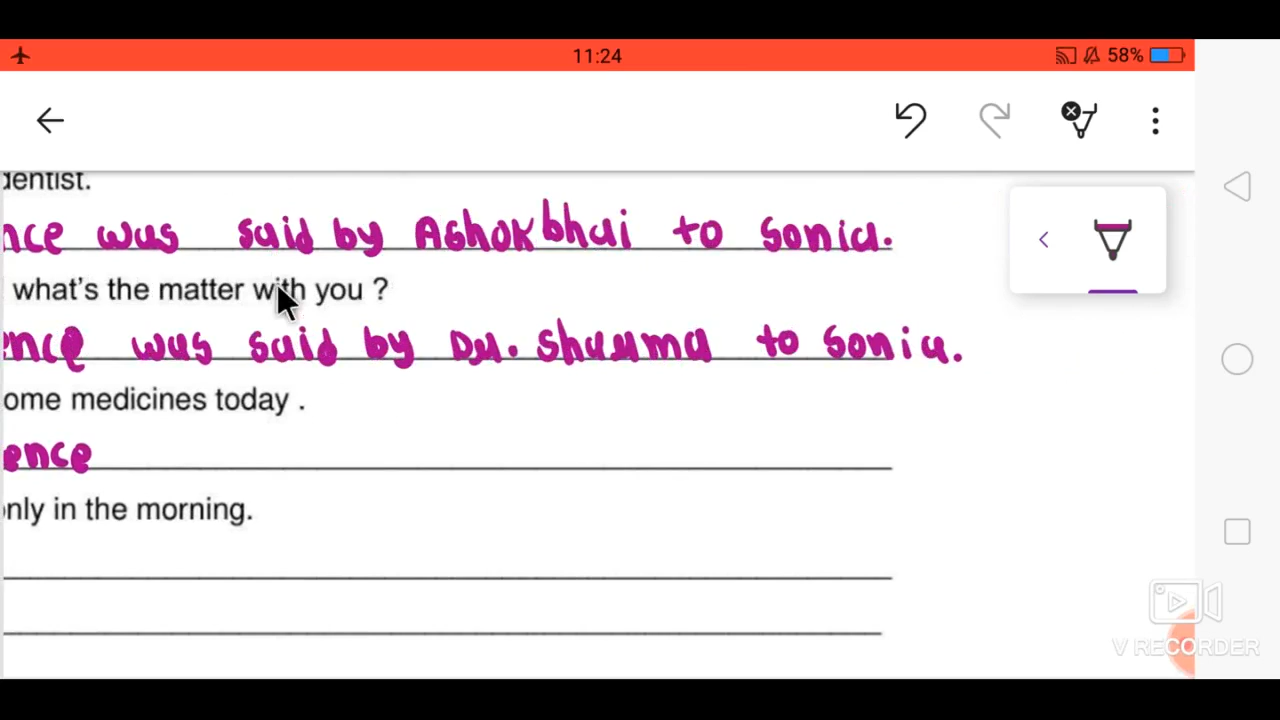 11:24
58%
dentist.
nce was said by Ashokbhai to Sonia.
what's the matter with you ?
ence was said by Dr. Sharma to Sonia.
ome medicines today .
ence
only in the morning.
V RECORDER